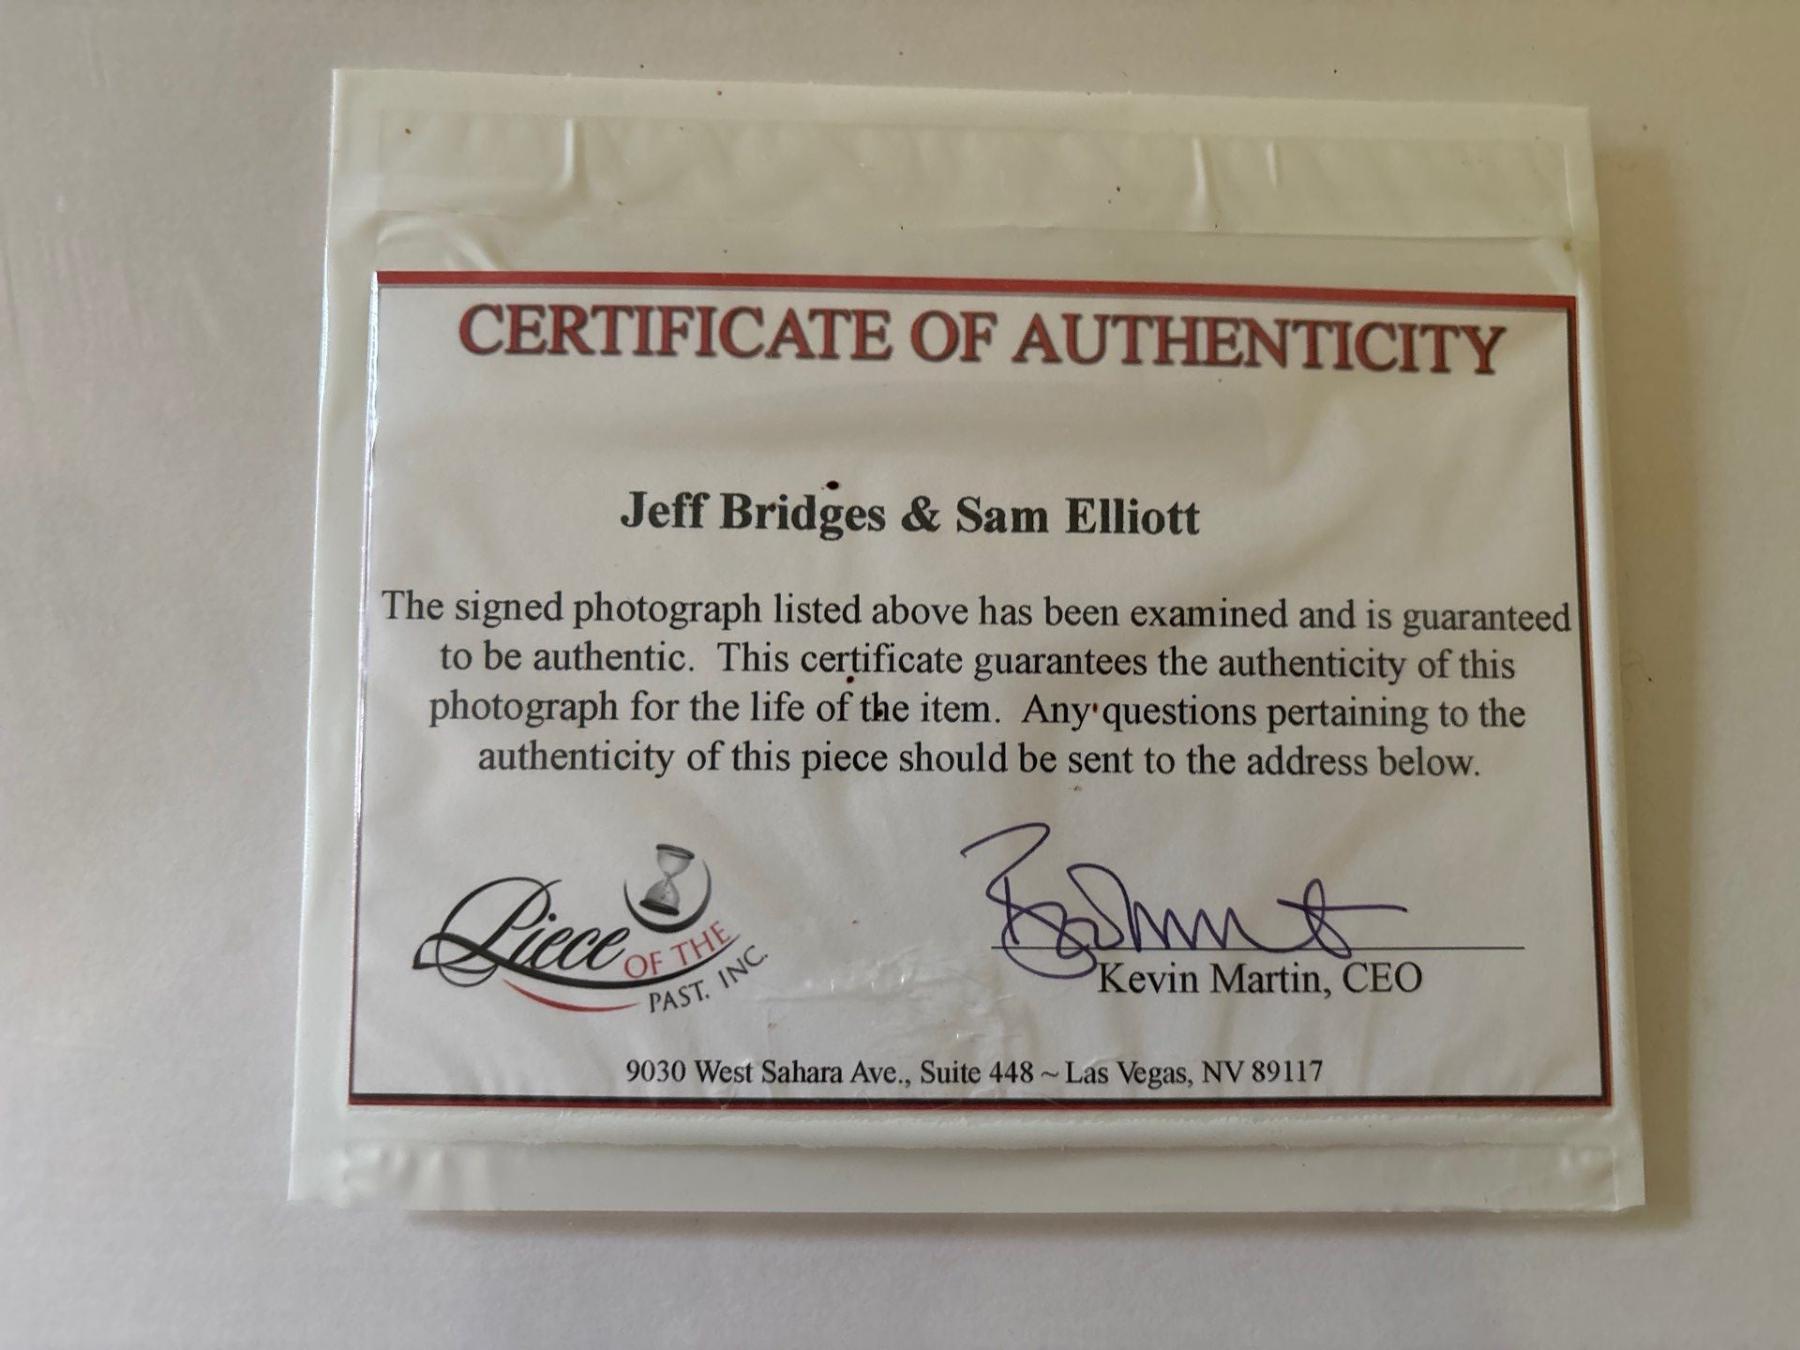 CERTIFICATE OF AUTHENTICITY
Jeff Bridges & Sam Elliott
The signed photograph listed above has been examined and is guaranteed
to be authentic. This certificate guarantees the authenticity of this
photograph for the life of the item. Any questions pertaining to the
authenticity of this piece should be sent to the address below.
Piece OF THE
PAST, INC.
Kevin Martin, CEO
9030 West Sahara Ave., Suite 448 ~ Las Vegas, NV 89117